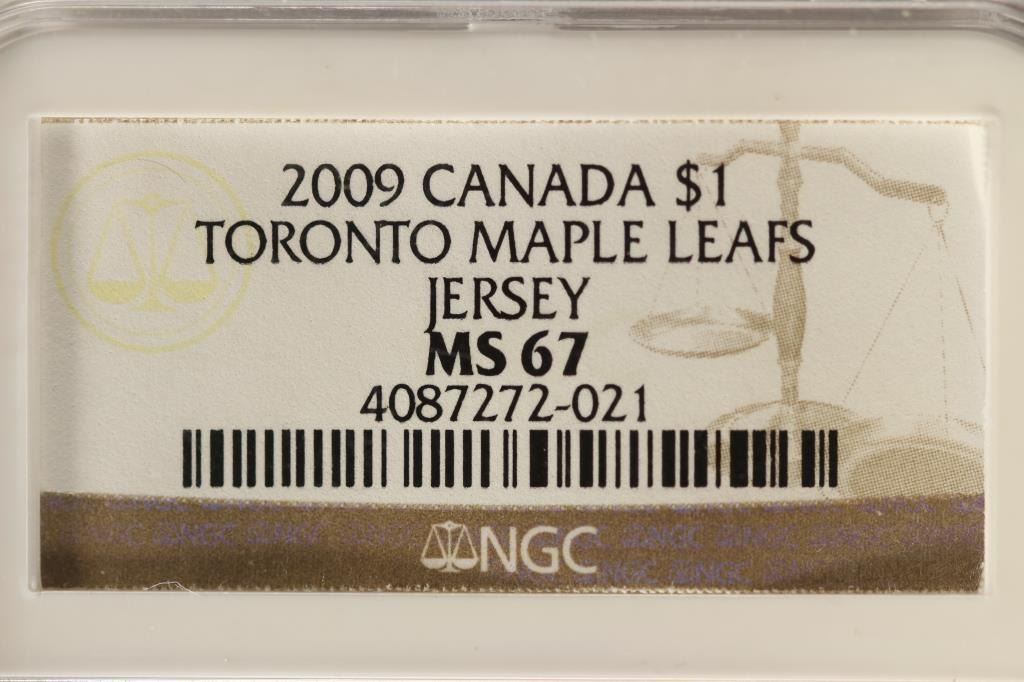 2009 CANADA $1
TORONTO MAPLE LEAFS
JERSEY
MS 67
4087272-021
NGC